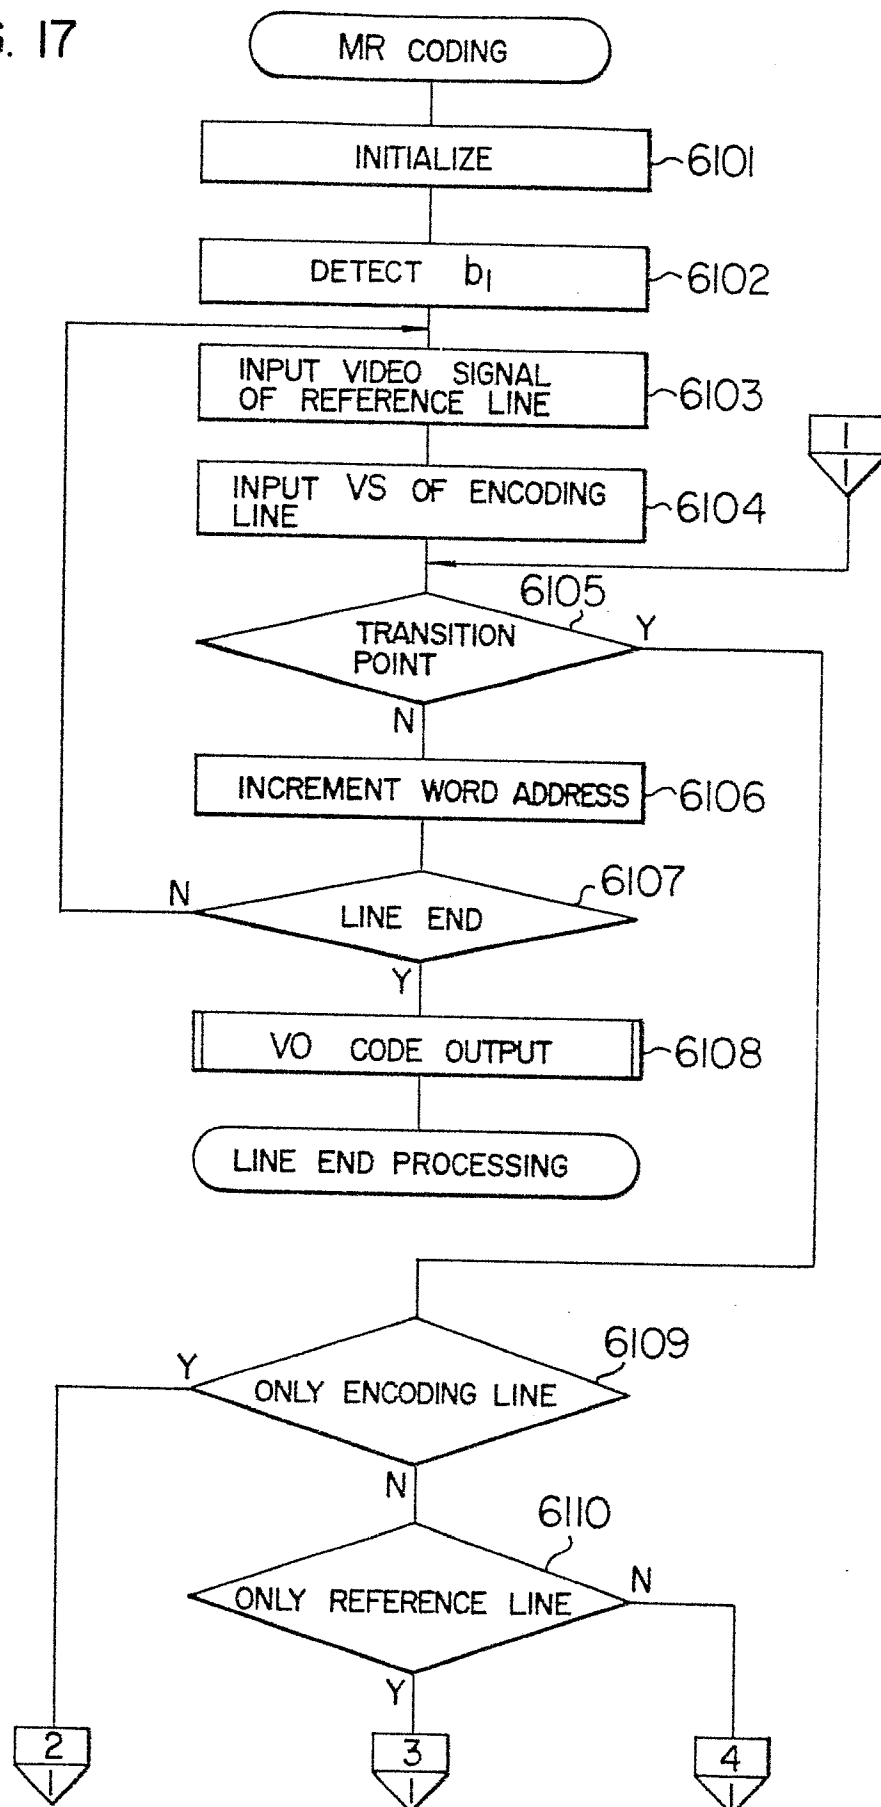 G. 17
MR CODING
INITIALIZE
6101
DETECT b1
6102
INPUT VIDEO SIGNAL
OF REFERENCE LINE
6103
1
1
INPUT VS OF ENCODING
LINE
6104
6105
TRANSITION
POINT
Y
N
INCREMENT WORD ADDRESS
6106
6107
N
LINE END
Y
VO CODE OUTPUT
6108
LINE END PROCESSING
6109
Y
ONLY ENCODING LINE
N
6110
ONLY REFERENCE LINE
N
Y
2
1
3
1
4
1